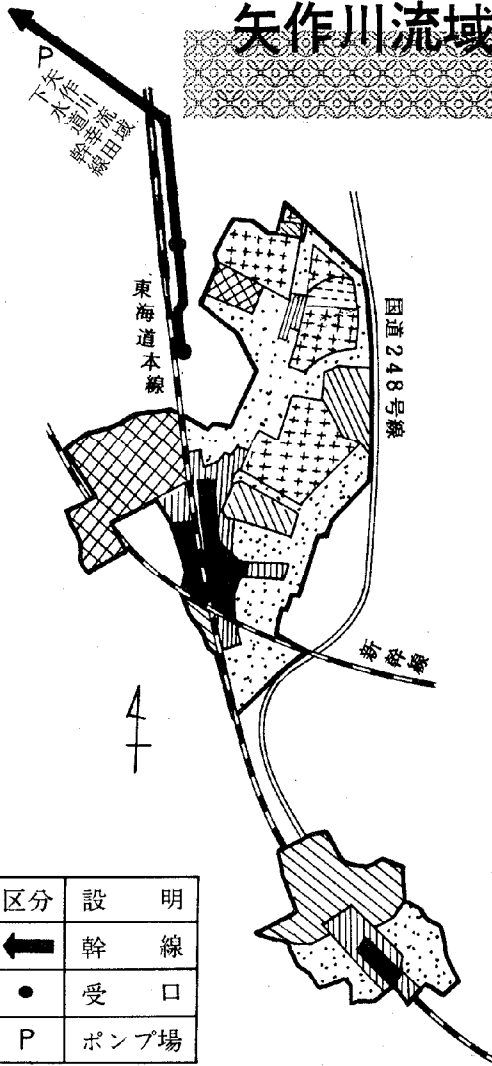 矢作川流域
P
矢作川流域
下水道幸田
幹線
東海道本線
国道248号線
新幹線
区分 設明
幹線
受口
P ポンプ場